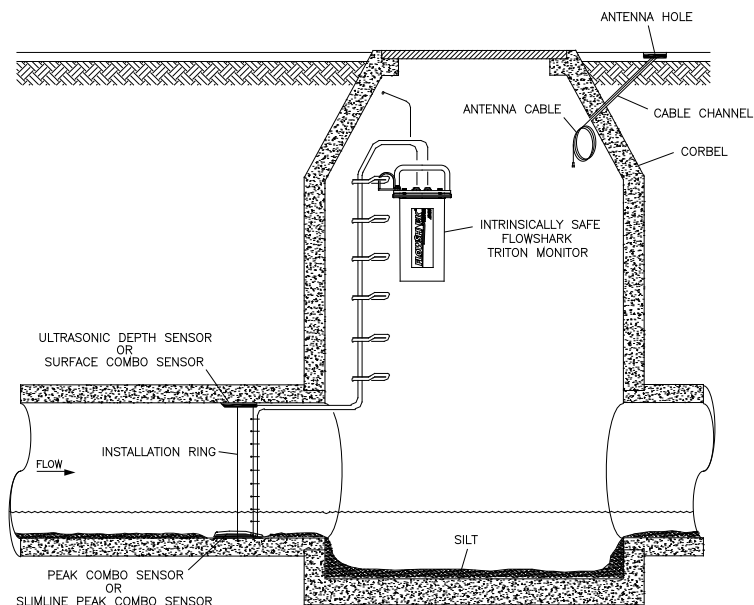 ANTENNA HOLE
ANTENNA CABLE
CABLE CHANNEL
CORBEL
INTRINSICALLY SAFE
FLOWSHARK
TRITON MONITOR
ULTRASONIC DEPTH SENSOR
OR
SURFACE COMBO SENSOR
INSTALLATION RING
FLOW
SILT
PEAK COMBO SENSOR
OR
SLIMLINE PEAK COMBO SENSOR